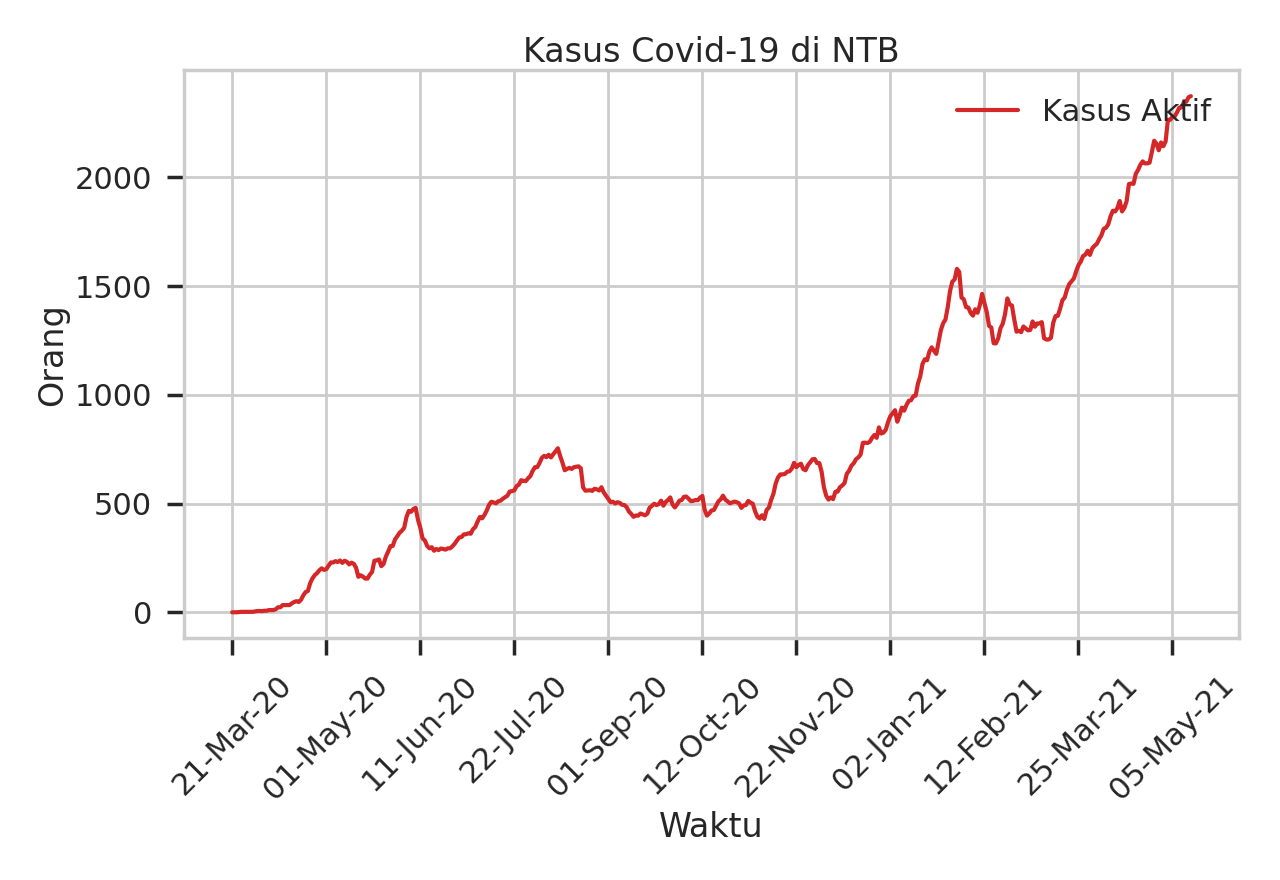 Kasus Covid-19 di NTB
Kasus Aktif
Orang
2000
1500
1000
500
0
21-Mar-20
01-May-20
11-Jun-20
22-Jul-20
01-Sep-20
12-Oct-20
22-Nov-20
02-Jan-21
12-Feb-21
25-Mar-21
05-May-21
Waktu